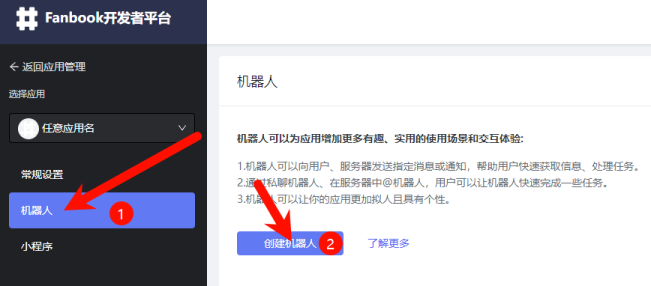 Fanbook开发者平台
返回应用管理
选择应用
任意应用名
常规设置
机器人 1
小程序
机器人
机器人可以为应用增加更多有趣、实用的使用场景和交互体验:
1.机器人可以向用户、服务器发送指定消息或通知，帮助用户快速获取信息、处理任务。
2.通过私聊机器人、在服务器中@机器人，用户可以让机器人快速完成一些任务。
3.机器人可以让你的应用更加拟人且具有个性。
创建机器人 2 了解更多